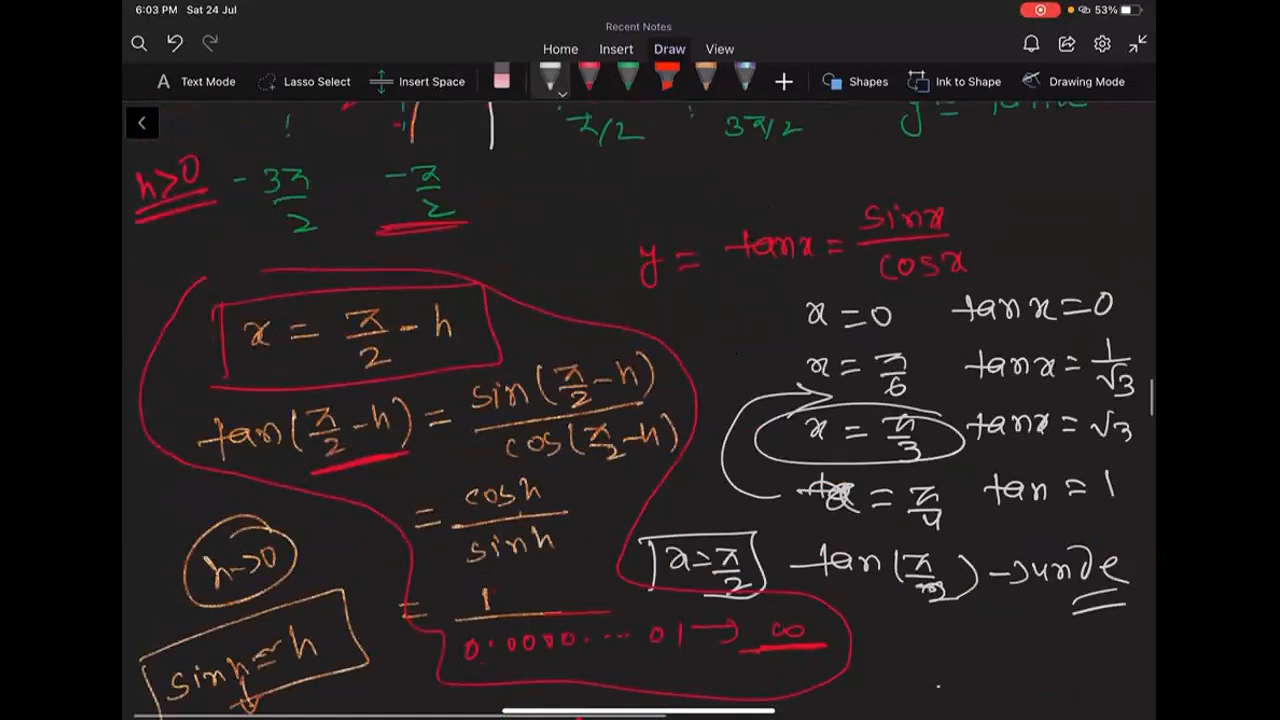 6:03 PM Sat 24 Jul
53%
Recent Notes
Home Insert Draw View
Text Mode Lasso Select Insert Space Shapes Ink to Shape Drawing Mode
π/2 3π/2
h>0 -3π/2 -π/2
y = tanx = sinx/cosx
x = π/2 - h
tan(π/2 - h) = sin(π/2 - h)/cos(π/2 - h)
= cosh/sinh
= 1/0.0000.....01 → ∞
h→0
sinh = h
x = 0 tanx = 0
x = π/6 tanx = 1/√3
x = π/3 tanx = √3
= π/4 tan = 1
x = π/2 tan(π/2) → unde